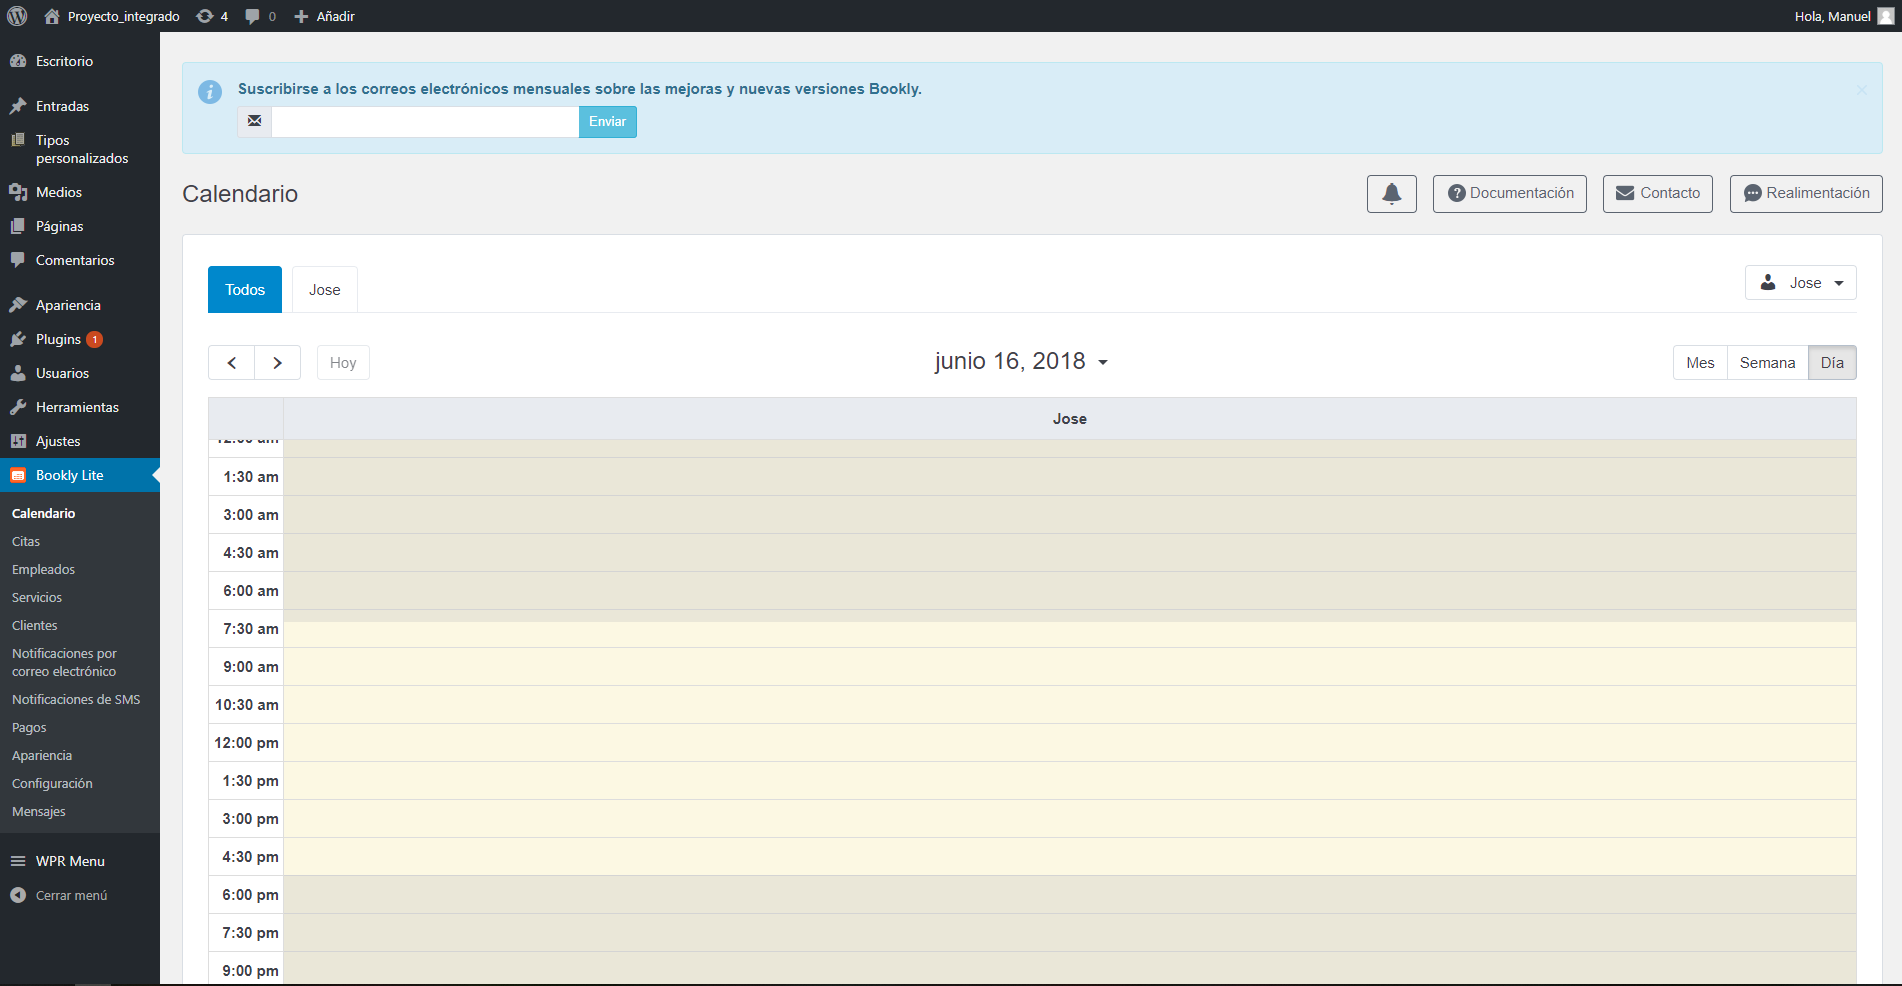 Proyecto_integrado 4 0 Añadir Hola, Manuel
Escritorio
Entradas
Tipos
personalizados
Medios
Páginas
Comentarios
Apariencia
Plugins 1
Usuarios
Herramientas
Ajustes
Bookly Lite
Calendario
Citas
Empleados
Servicios
Clientes
Notificaciones por
correo electrónico
Notificaciones de SMS
Pagos
Apariencia
Configuración
Mensajes
WPR Menu
Cerrar menú
Suscribirse a los correos electrónicos mensuales sobre las mejoras y nuevas versiones Bookly.
Enviar
Calendario
Documentación
Contacto
Realimentación
Todos
Jose
Jose
Hoy
junio 16, 2018
Mes
Semana
Día
Jose
12:00 am
1:30 am
3:00 am
4:30 am
6:00 am
7:30 am
9:00 am
10:30 am
12:00 pm
1:30 pm
3:00 pm
4:30 pm
6:00 pm
7:30 pm
9:00 pm